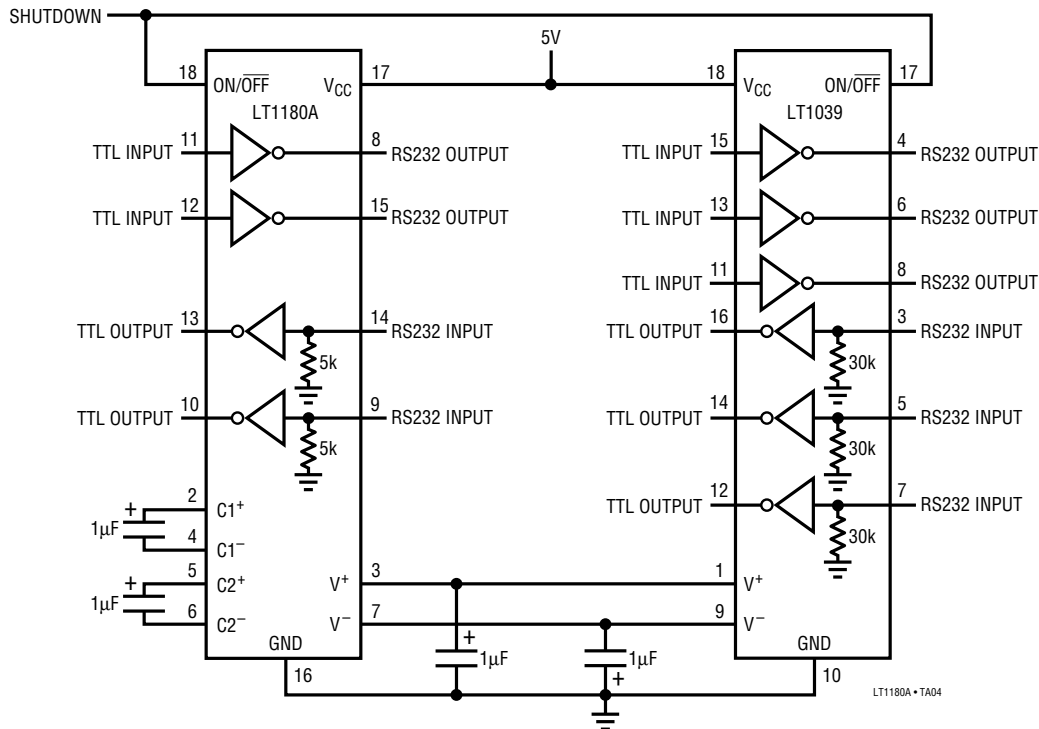 SHUTDOWN
5V
18 ON/OFF VCC 17
LT1180A
TTL INPUT 11 8 RS232 OUTPUT
TTL INPUT 12 15 RS232 OUTPUT
TTL OUTPUT 13 14 RS232 INPUT
5k
TTL OUTPUT 10 9 RS232 INPUT
5k
2 C1+
+ 1µF
4 C1−
5 C2+
+ 1µF
6 C2−
V+ 3
V− 7
GND
16
+ 1µF
1µF +
18 VCC ON/OFF 17
LT1039
TTL INPUT 15 4 RS232 OUTPUT
TTL INPUT 13 6 RS232 OUTPUT
TTL INPUT 11 8 RS232 OUTPUT
TTL OUTPUT 16 3 RS232 INPUT
30k
TTL OUTPUT 14 5 RS232 INPUT
30k
TTL OUTPUT 12 7 RS232 INPUT
30k
1 V+
9 V−
GND
10
LT1180A • TA04